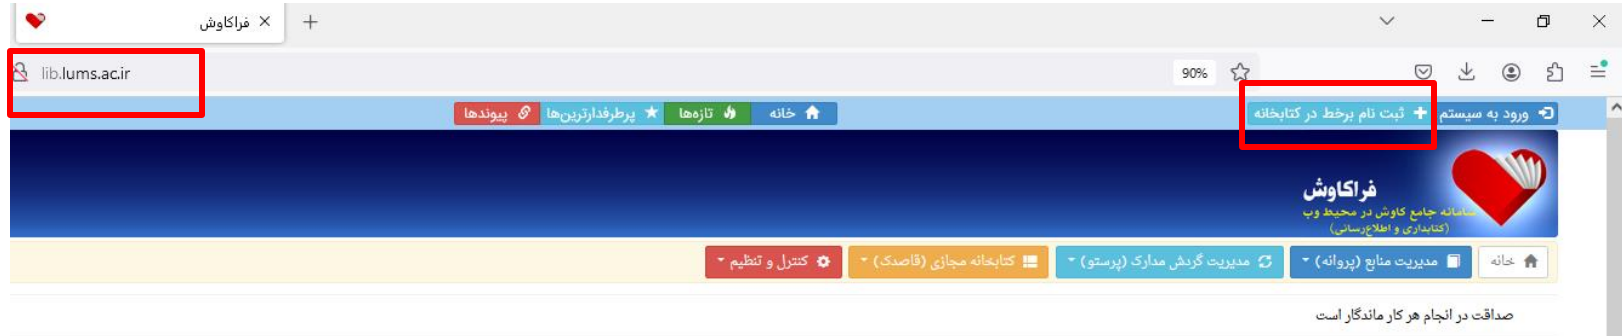 فراکاوش
lib.lums.ac.ir
90%
ورود به سیستم ثبت نام برخط در کتابخانه
خانه تازه‌ها پرطرفدارترین‌ها پیوندها
فراکاوش
سامانه جامع کاوش در محیط وب
(کتابداری و اطلاع‌رسانی)
خانه مدیریت منابع (پروانه) مدیریت گردش مدارک (پرستو) کتابخانه مجازی (قاصدک) کنترل و تنظیم
صداقت در انجام هر کار ماندگار است